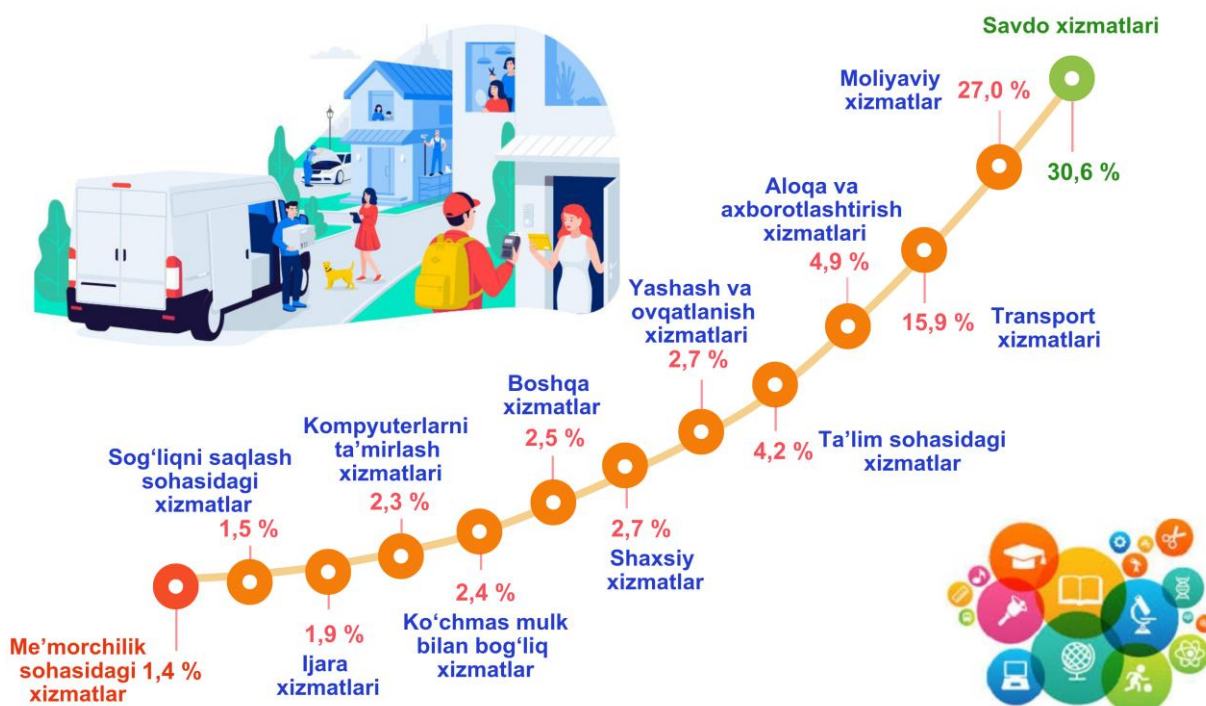 Savdo xizmatlari
30,6 %
Moliyaviy
xizmatlar
27,0 %
Aloqa va
axborotlashtirish
xizmatlari
4,9 %
15,9 %
Transport
xizmatlari
Yashash va
ovqatlanish
xizmatlari
2,7 %
4,2 %
Ta’lim sohasidagi
xizmatlar
Boshqa
xizmatlar
2,5 %
2,7 %
Shaxsiy
xizmatlar
Kompyuterlarni
ta’mirlash
xizmatlari
2,3 %
2,4 %
Ko‘chmas mulk
bilan bog‘liq
xizmatlar
Sog‘liqni saqlash
sohasidagi
xizmatlar
1,5 %
1,9 %
Ijara
xizmatlari
Me’morchilik
sohasidagi 1,4 %
xizmatlar